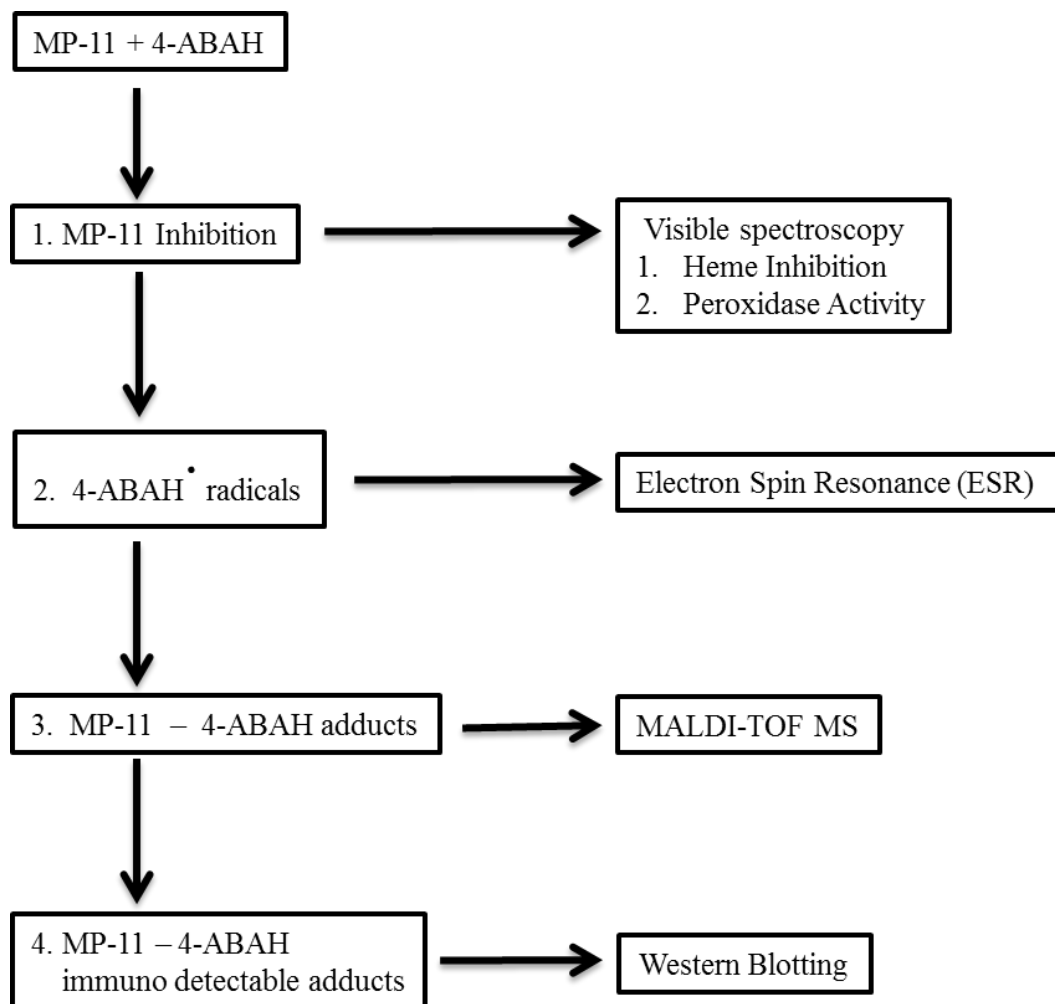 MP-11 + 4-ABAH
1. MP-11 Inhibition
Visible spectroscopy
1. Heme Inhibition
2. Peroxidase Activity
2. 4-ABAH• radicals
Electron Spin Resonance (ESR)
3. MP-11 – 4-ABAH adducts
MALDI-TOF MS
4. MP-11 – 4-ABAH
immuno detectable adducts
Western Blotting